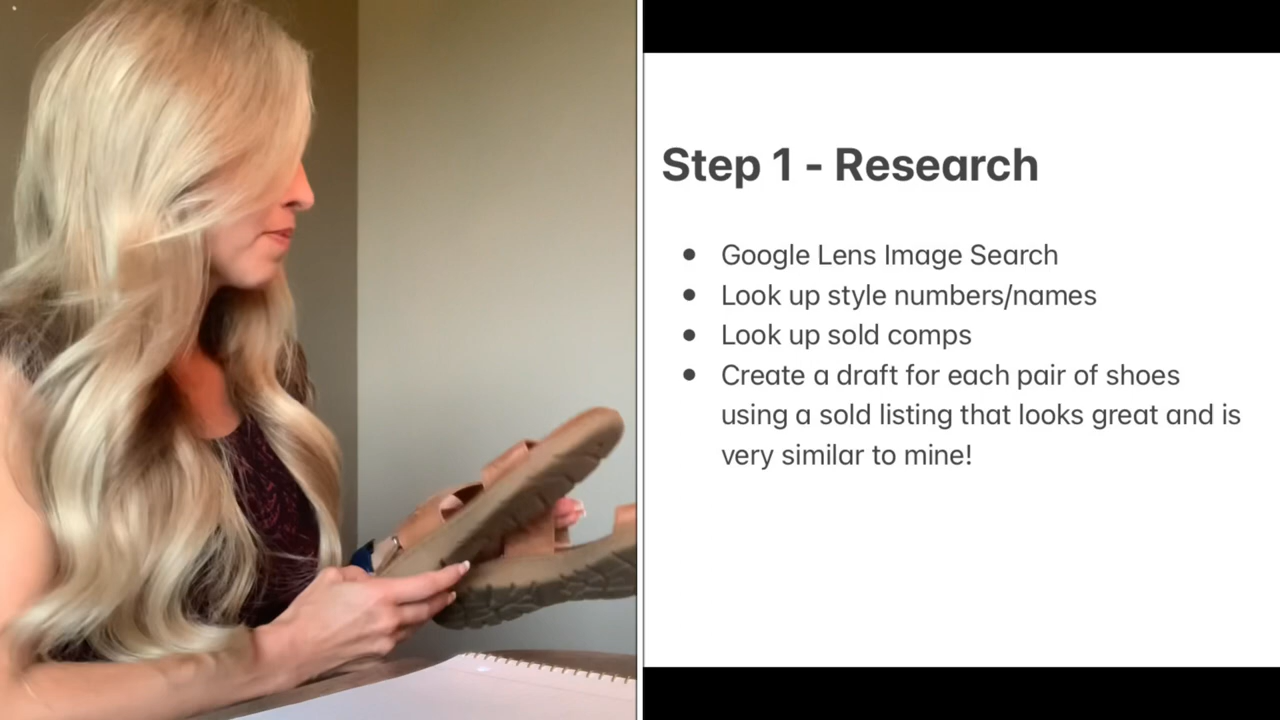 Step 1 - Research
• Google Lens Image Search
• Look up style numbers/names
• Look up sold comps
• Create a draft for each pair of shoes
using a sold listing that looks great and is
very similar to mine!